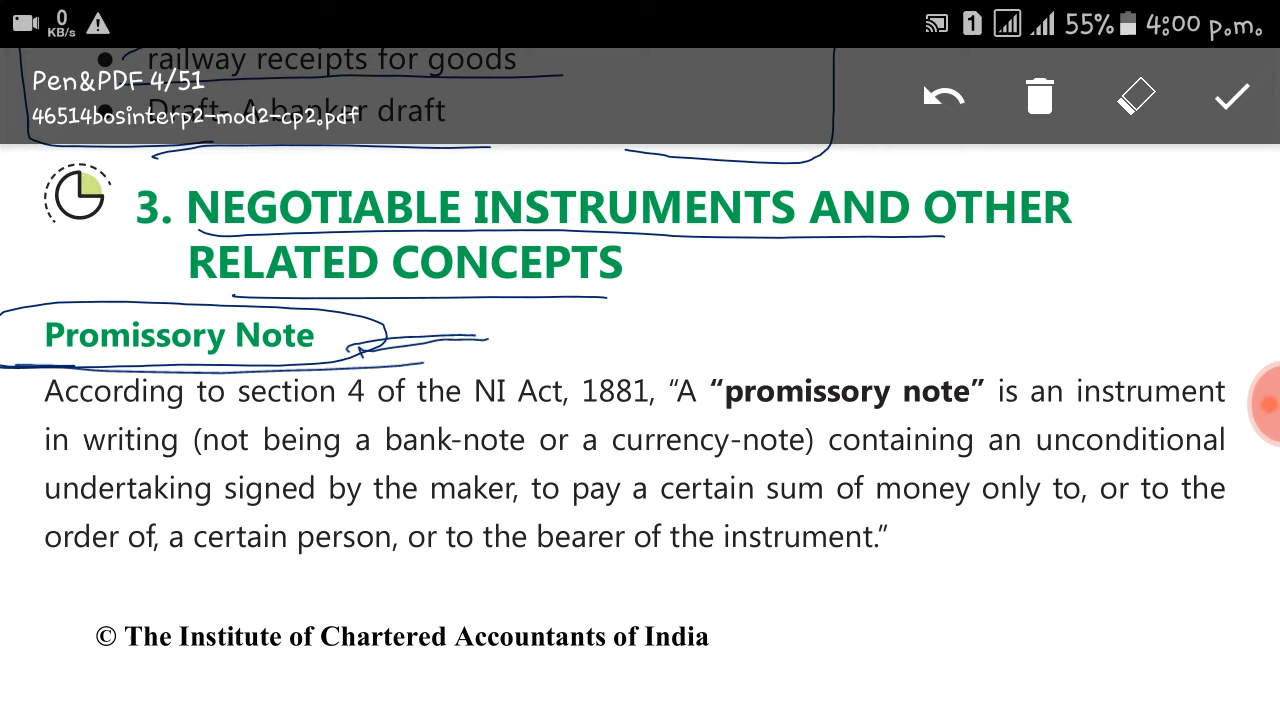 0
KB/s
1
55%
4:00 p.m.
• railway receipts for goods
Pen&PDF 4/51
• Draft- A banker draft
46514bosinterp2-mod2-cp2.pdf
3. NEGOTIABLE INSTRUMENTS AND OTHER
RELATED CONCEPTS
Promissory Note
According to section 4 of the NI Act, 1881, “A “promissory note” is an instrument
in writing (not being a bank-note or a currency-note) containing an unconditional
undertaking signed by the maker, to pay a certain sum of money only to, or to the
order of, a certain person, or to the bearer of the instrument.”
© The Institute of Chartered Accountants of India